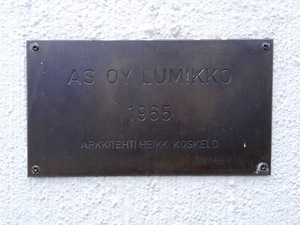 AS OY LUMIKKO
1965
ARKKITEHTI HEIKKI KOSKELO